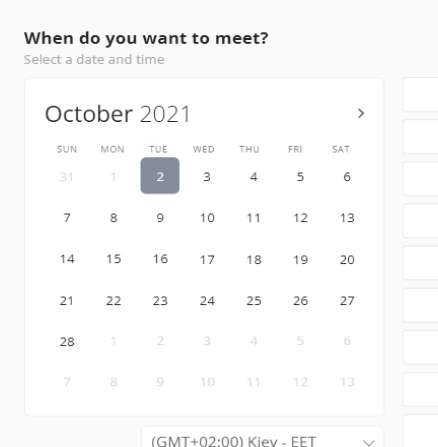 When do you want to meet?
Select a date and time
October 2021
SUN MON TUE WED THU FRI SAT
31 1 2 3 4 5 6
7 8 9 10 11 12 13
14 15 16 17 18 19 20
21 22 23 24 25 26 27
28 1 2 3 4 5 6
7 8 9 10 11 12 13
(GMT+02:00) Kiev - EET